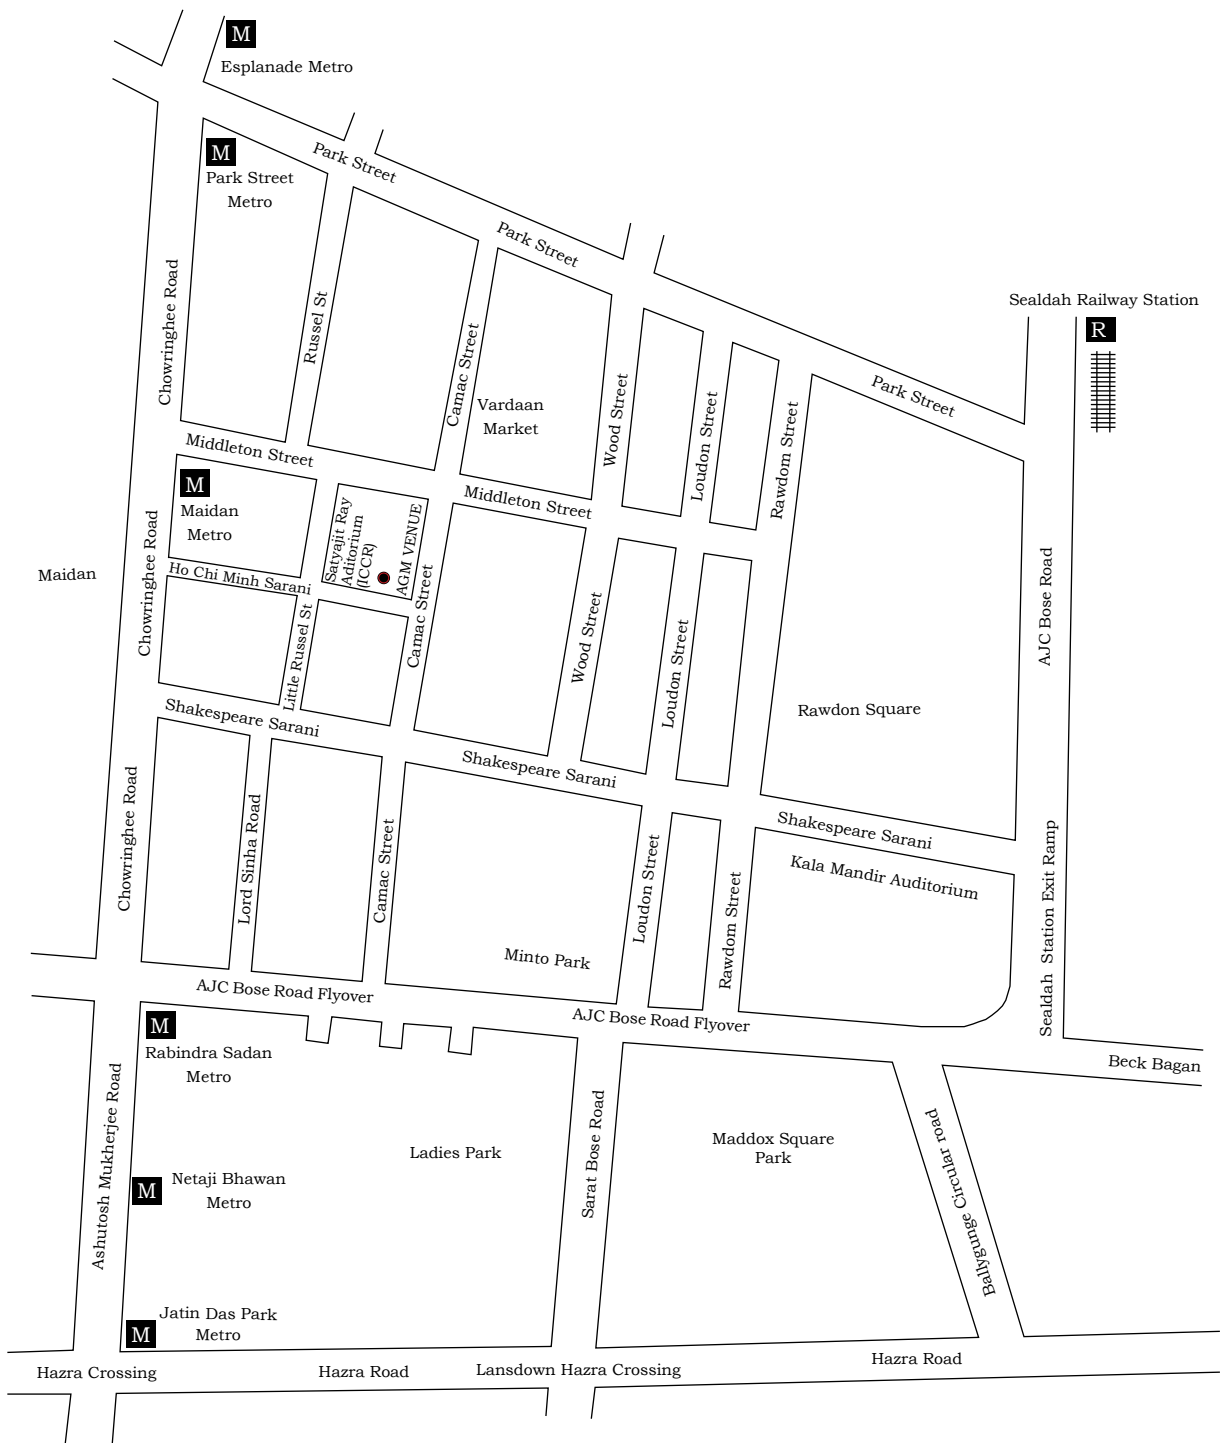 M
Esplanade Metro
M
Park Street
Metro
Park Street
Park Street
Park Street
Sealdah Railway Station
R
Chowringhee Road
Russel St
Camac Street
Vardaan
Market
Wood Street
Loudon Street
Rawdom Street
Middleton Street
Middleton Street
M
Maidan
Metro
Satyajit Ray
Aditorium
(ICCR)
AGM VENUE
Maidan
Chowringhee Road
Ho Chi Minh Sarani
Little Russel St
Camac Street
Wood Street
Loudon Street
Rawdon Square
AJC Bose Road
Shakespeare Sarani
Shakespeare Sarani
Shakespeare Sarani
Kala Mandir Auditorium
Chowringhee Road
Lord Sinha Road
Camac Street
Loudon Street
Rawdom Street
Sealdah Station Exit Ramp
Minto Park
AJC Bose Road Flyover
AJC Bose Road Flyover
M
Rabindra Sadan
Metro
Beck Bagan
Ashutosh Mukherjee Road
Ladies Park
Sarat Bose Road
Maddox Square
Park
Ballygunge Circular road
M
Netaji Bhawan
Metro
M
Jatin Das Park
Metro
Hazra Crossing
Hazra Road
Lansdown Hazra Crossing
Hazra Road